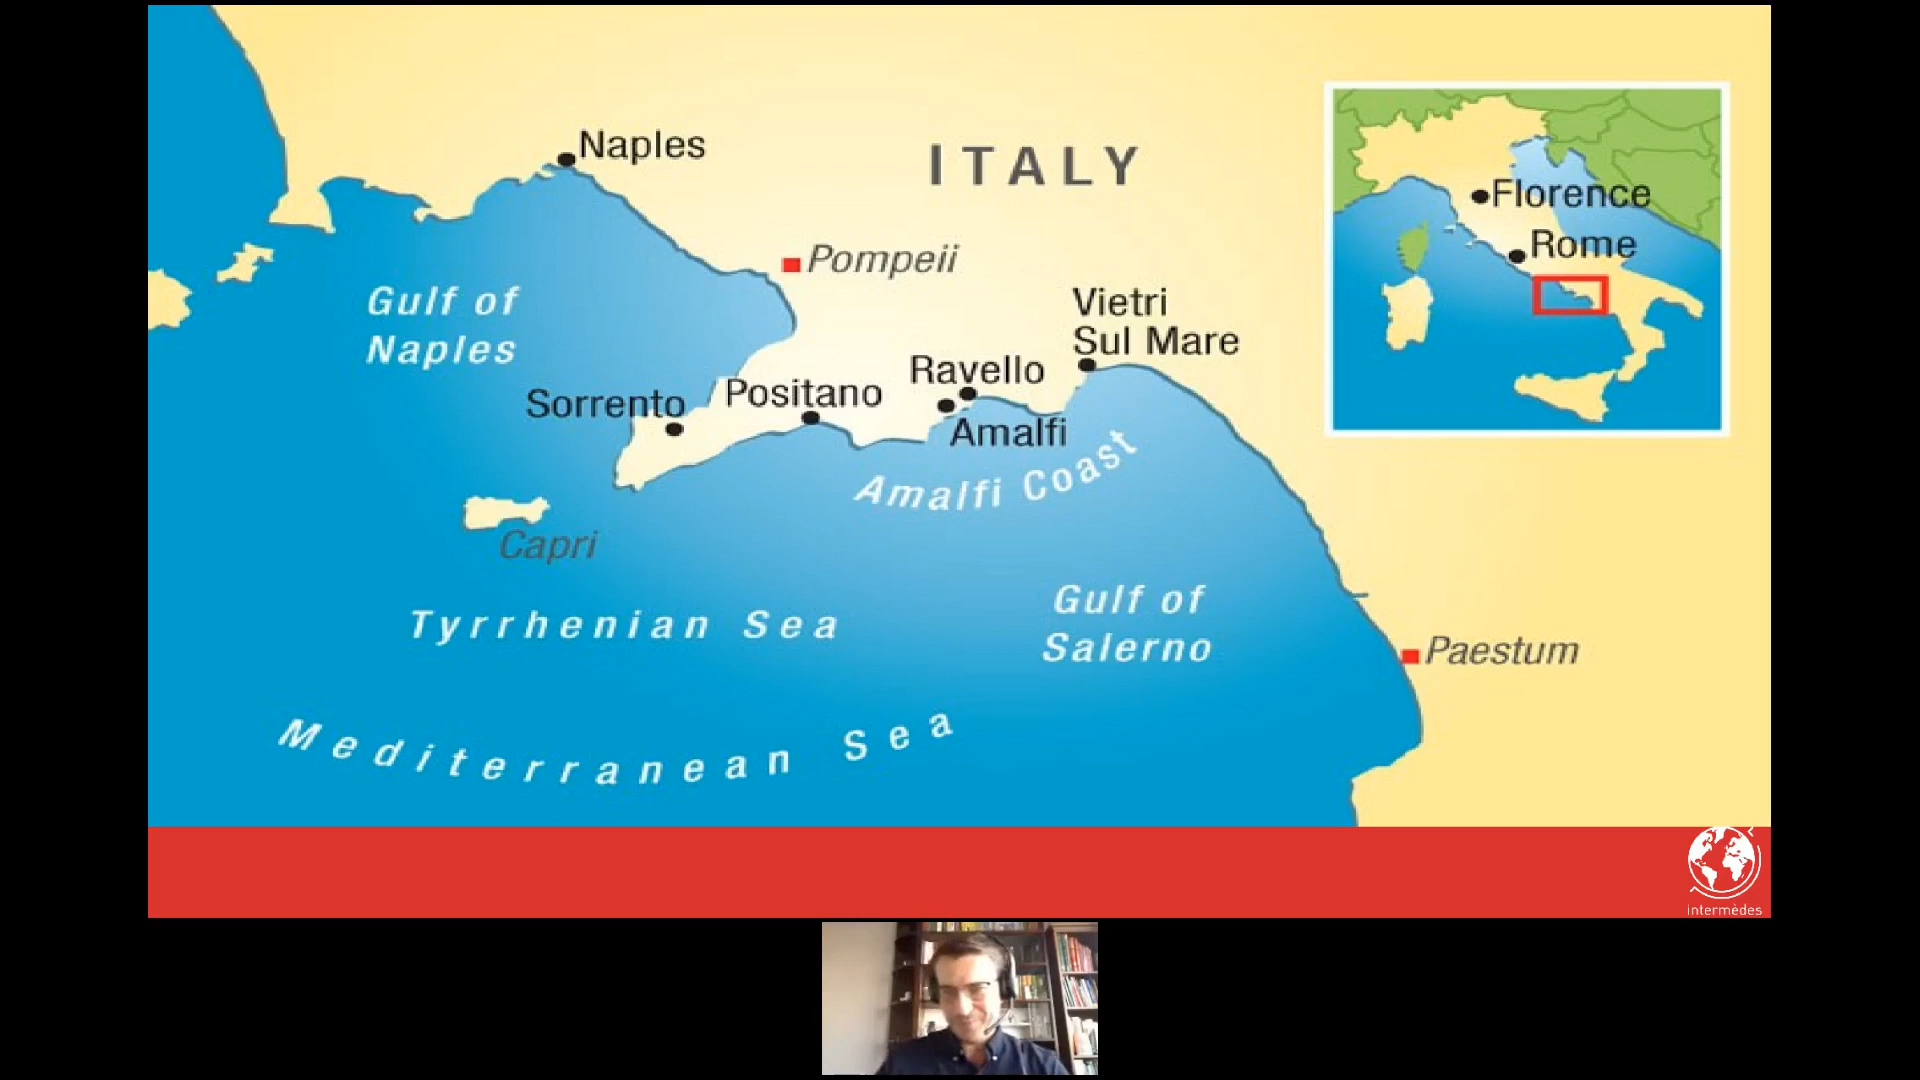 Naples
ITALY
Pompeii
Gulf of
Naples
Vietri
Sul Mare
Ravello
Positano
Sorrento
Amalfi
Amalfi Coast
Capri
Tyrrhenian Sea
Gulf of
Salerno
Paestum
Mediterranean Sea
Florence
Rome
intermèdes